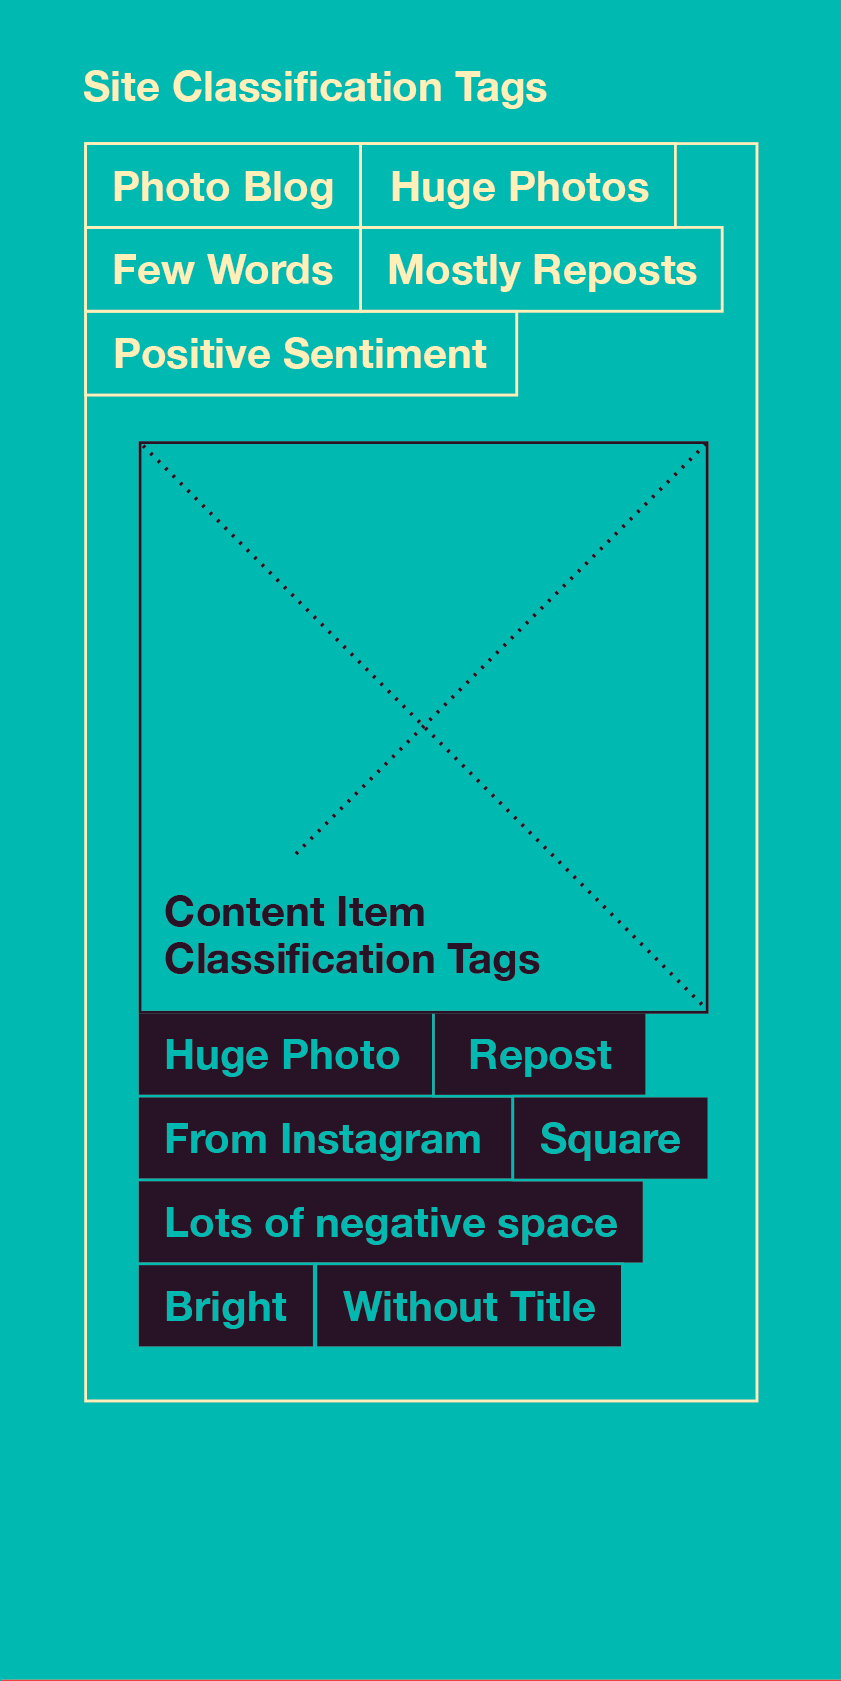 Site Classification Tags
Photo Blog Huge Photos
Few Words Mostly Reposts
Positive Sentiment
Content Item
Classification Tags
Huge Photo Repost
From Instagram Square
Lots of negative space
Bright Without Title